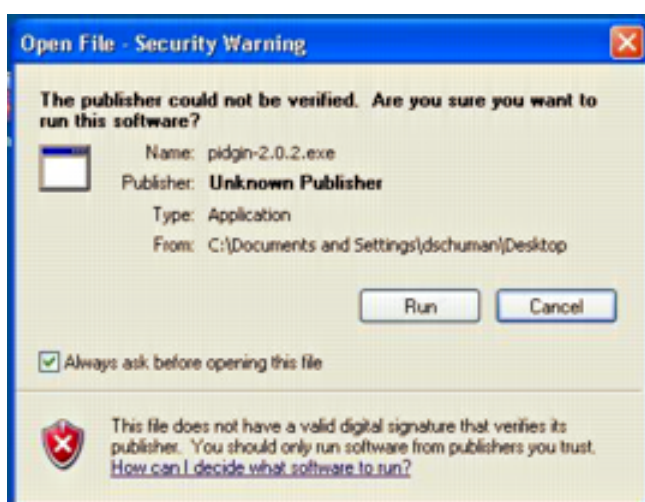 Open File - Security Warning
The publisher could not be verified.  Are you sure you want to
run this software?
Name: pidgin-2.0.2.exe
Publisher: Unknown Publisher
Type: Application
From: C:\Documents and Settings\dschuman\Desktop
Run Cancel
Always ask before opening this file
This file does not have a valid digital signature that verifies its
publisher.  You should only run software from publishers you trust.
How can I decide what software to run?